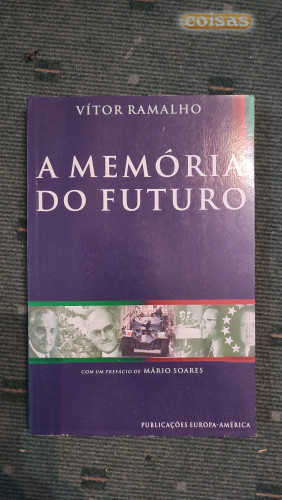 coisas
VÍTOR RAMALHO
A MEMÓRIA
DO FUTURO
COM UM PREFÁCIO DE MÁRIO SOARES
PUBLICAÇÕES EUROPA-AMÉRICA